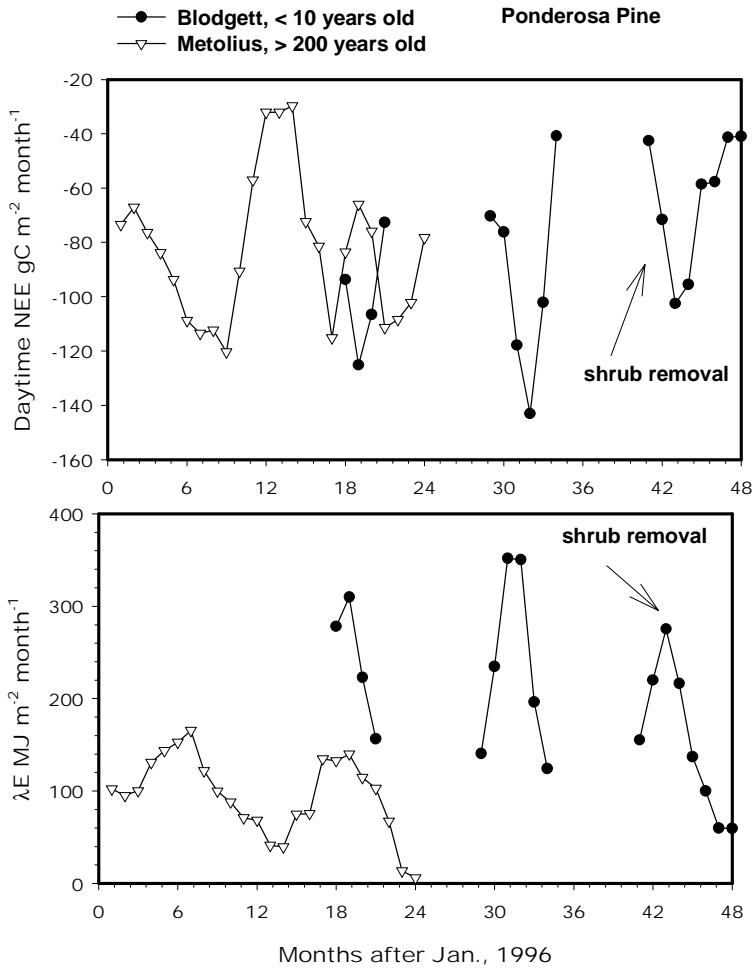 Blodgett, < 10 years old
Ponderosa Pine
Metolius, > 200 years old
Daytime NEE gC m-2 month-1
-20
-40
-60
-80
-100
-120
-140
-160
shrub removal
0 6 12 18 24 30 36 42 48
λE MJ m-2 month-1
400
300
200
100
0
shrub removal
0 6 12 18 24 30 36 42 48
Months after Jan., 1996